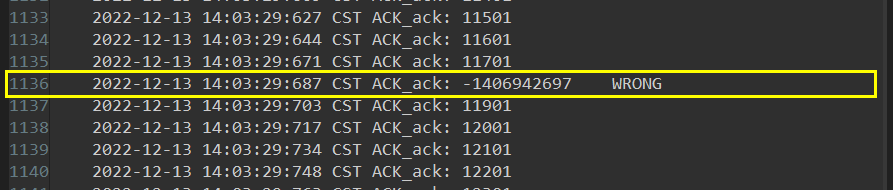 1133 2022-12-13 14:03:29:627 CST ACK_ack: 11501
1134 2022-12-13 14:03:29:644 CST ACK_ack: 11601
1135 2022-12-13 14:03:29:671 CST ACK_ack: 11701
1136 2022-12-13 14:03:29:687 CST ACK_ack: -1406942697 WRONG
1137 2022-12-13 14:03:29:703 CST ACK_ack: 11901
1138 2022-12-13 14:03:29:717 CST ACK_ack: 12001
1139 2022-12-13 14:03:29:734 CST ACK_ack: 12101
1140 2022-12-13 14:03:29:748 CST ACK_ack: 12201